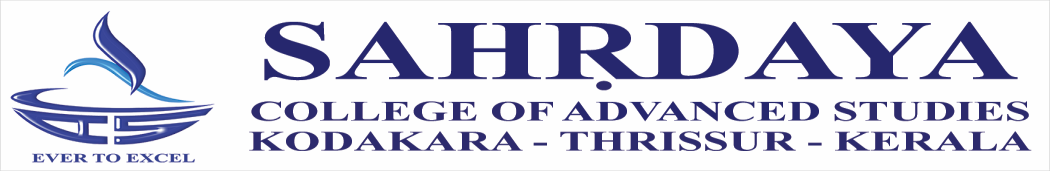 SAHṚDAYA
COLLEGE OF ADVANCED STUDIES
KODAKARA - THRISSUR - KERALA
EVER TO EXCEL